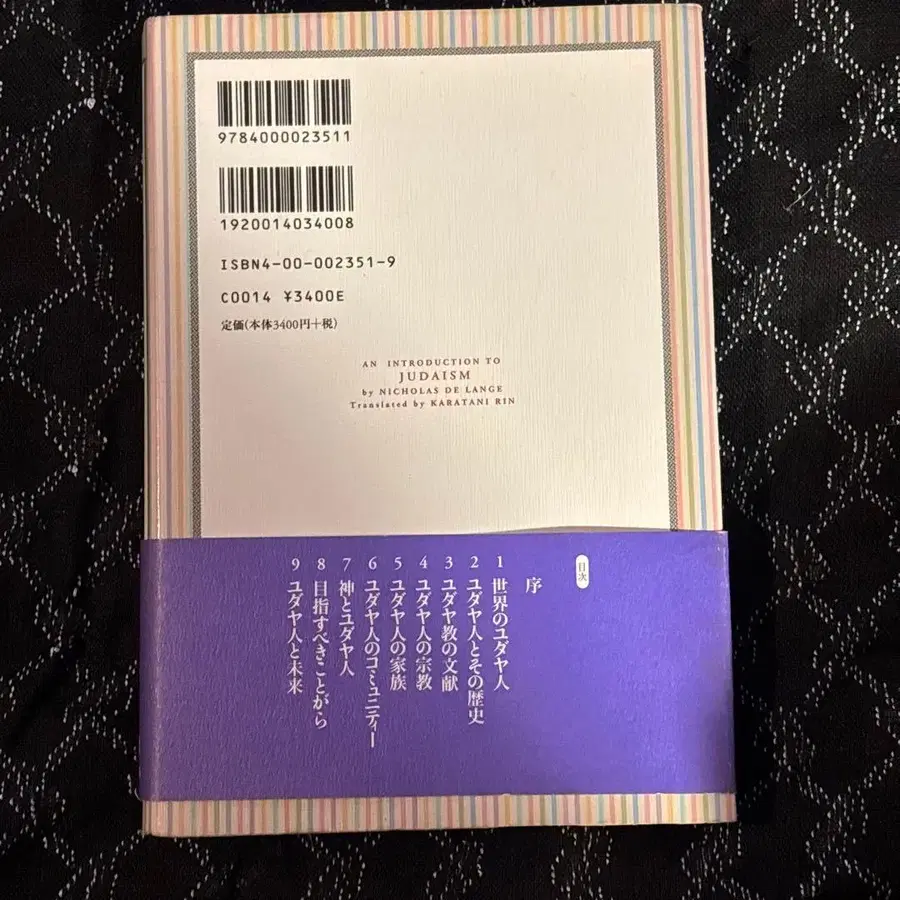 9784000023511
1920014034008
ISBN4-00-002351-9
C0014 ¥3400E
定価(本体3400円+税)
AN INTRODUCTION TO
JUDAISM
by NICHOLAS DE LANGE
Translated by KARATANI RIN
目次
序
1 世界のユダヤ人
2 ユダヤ人とその歴史
3 ユダヤ教の文献
4 ユダヤ人の宗教
5 ユダヤ人の家族
6 ユダヤ人のコミュニティー
7 神とユダヤ人
8 目指すべきことがら
9 ユダヤ人と未来